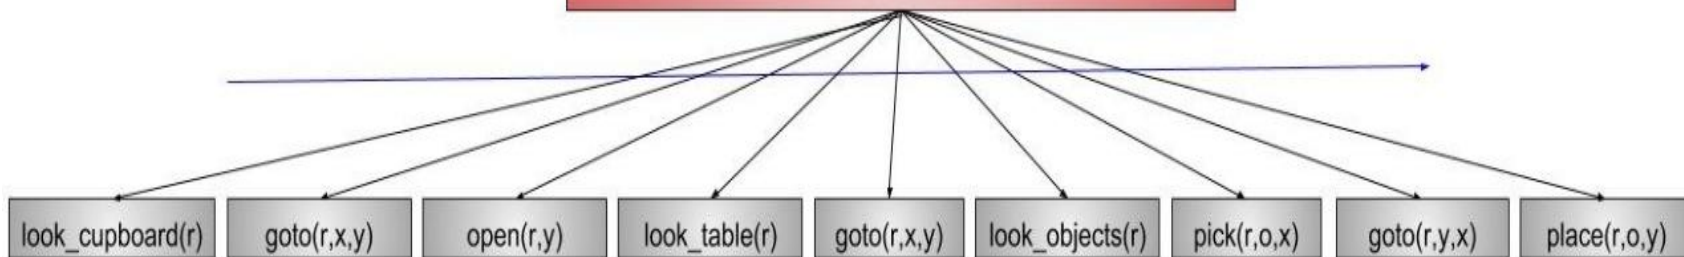 look_cupboard(r)
goto(r,x,y)
open(r,y)
look_table(r)
goto(r,x,y)
look_objects(r)
pick(r,o,x)
goto(r,y,x)
place(r,o,y)